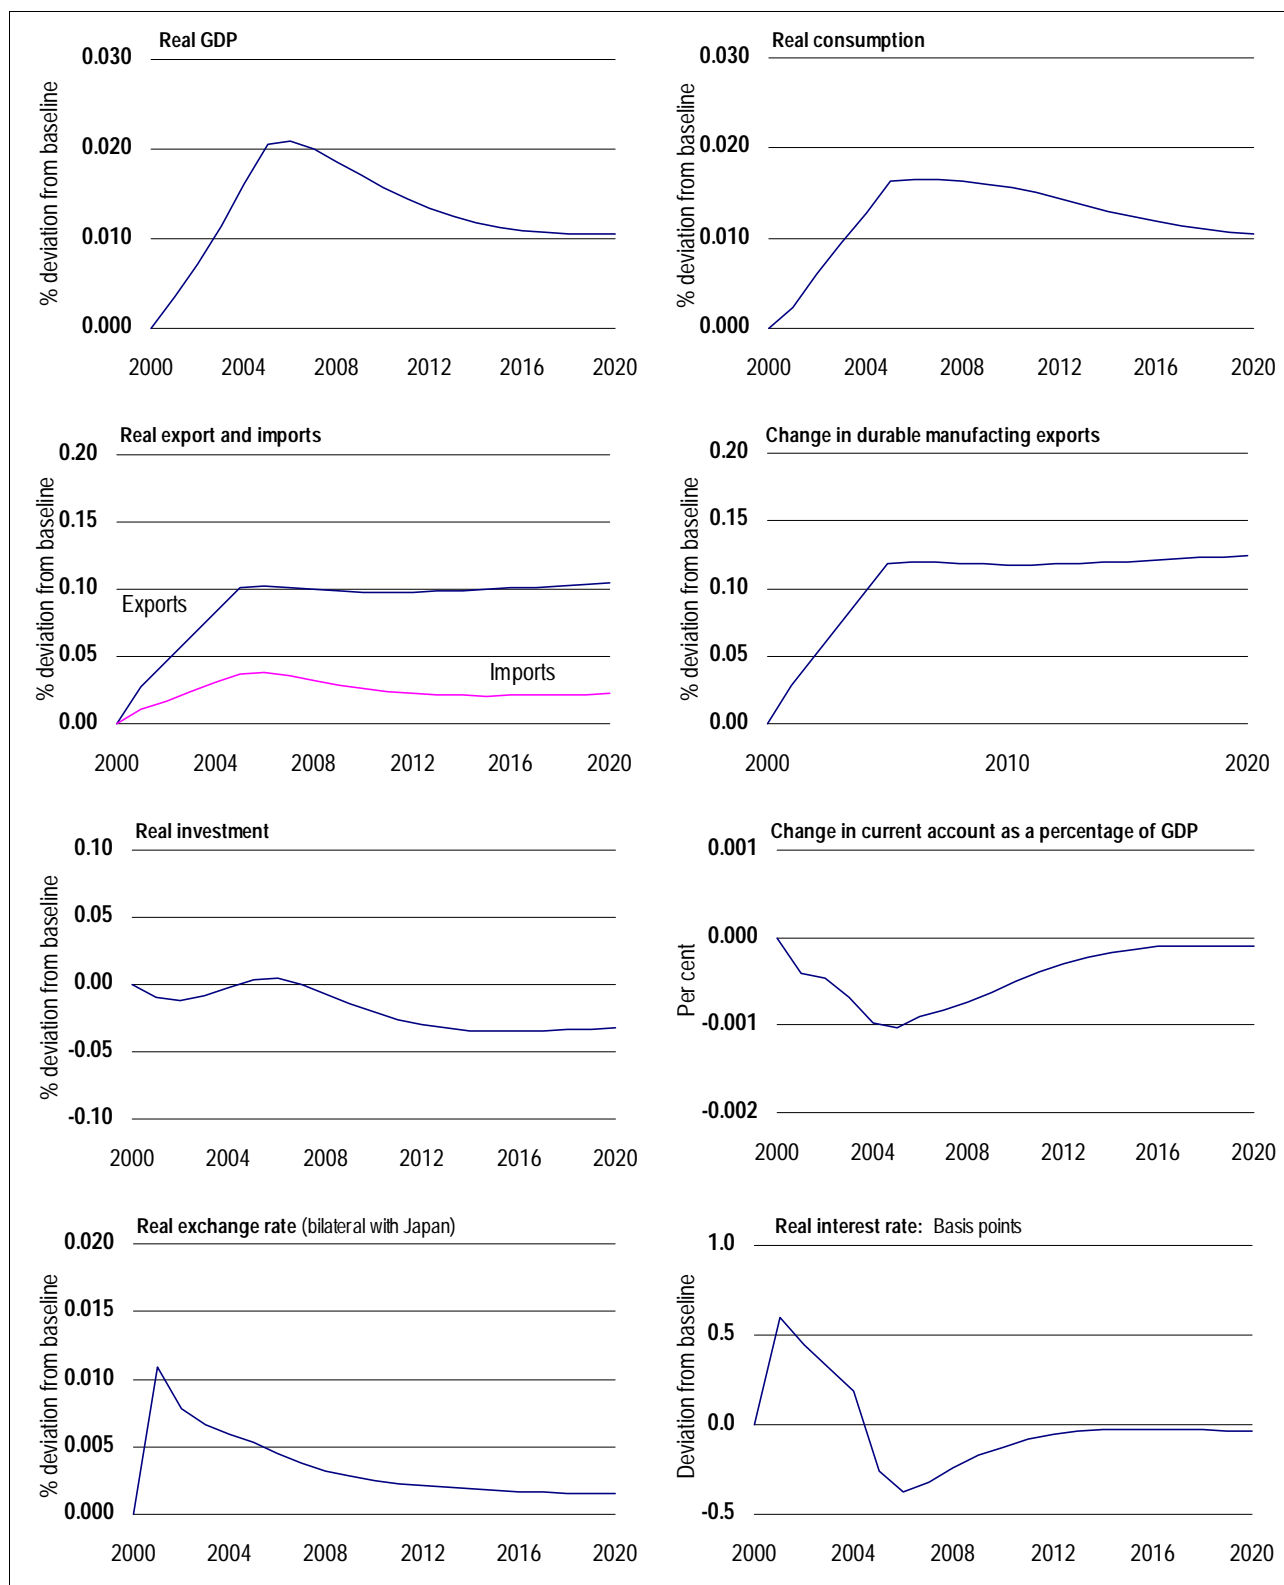 Real GDP
% deviation from baseline
0.030
0.020
0.010
0.000
2000 2004 2008 2012 2016 2020
Real consumption
% deviation from baseline
0.030
0.020
0.010
0.000
2000 2004 2008 2012 2016 2020
Real export and imports
% deviation from baseline
0.20
0.15
0.10
0.05
0.00
Exports
Imports
2000 2004 2008 2012 2016 2020
Change in durable manufacting exports
% deviation from baseline
0.20
0.15
0.10
0.05
0.00
2000 2010 2020
Real investment
% deviation from baseline
0.10
0.05
0.00
-0.05
-0.10
2000 2004 2008 2012 2016 2020
Change in current account as a percentage of GDP
Per cent
0.001
0.000
-0.001
-0.002
2000 2004 2008 2012 2016 2020
Real exchange rate (bilateral with Japan)
% deviation from baseline
0.020
0.015
0.010
0.005
0.000
2000 2004 2008 2012 2016 2020
Real interest rate: Basis points
Deviation from baseline
1.0
0.5
0.0
-0.5
2000 2004 2008 2012 2016 2020